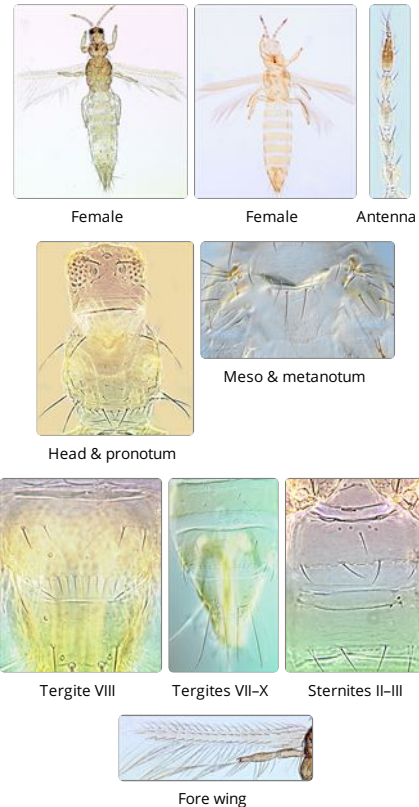 Female
Female
Antenna
Head & pronotum
Meso & metanotum
Tergite VIII
Tergites VII–X
Sternites II–III
Fore wing